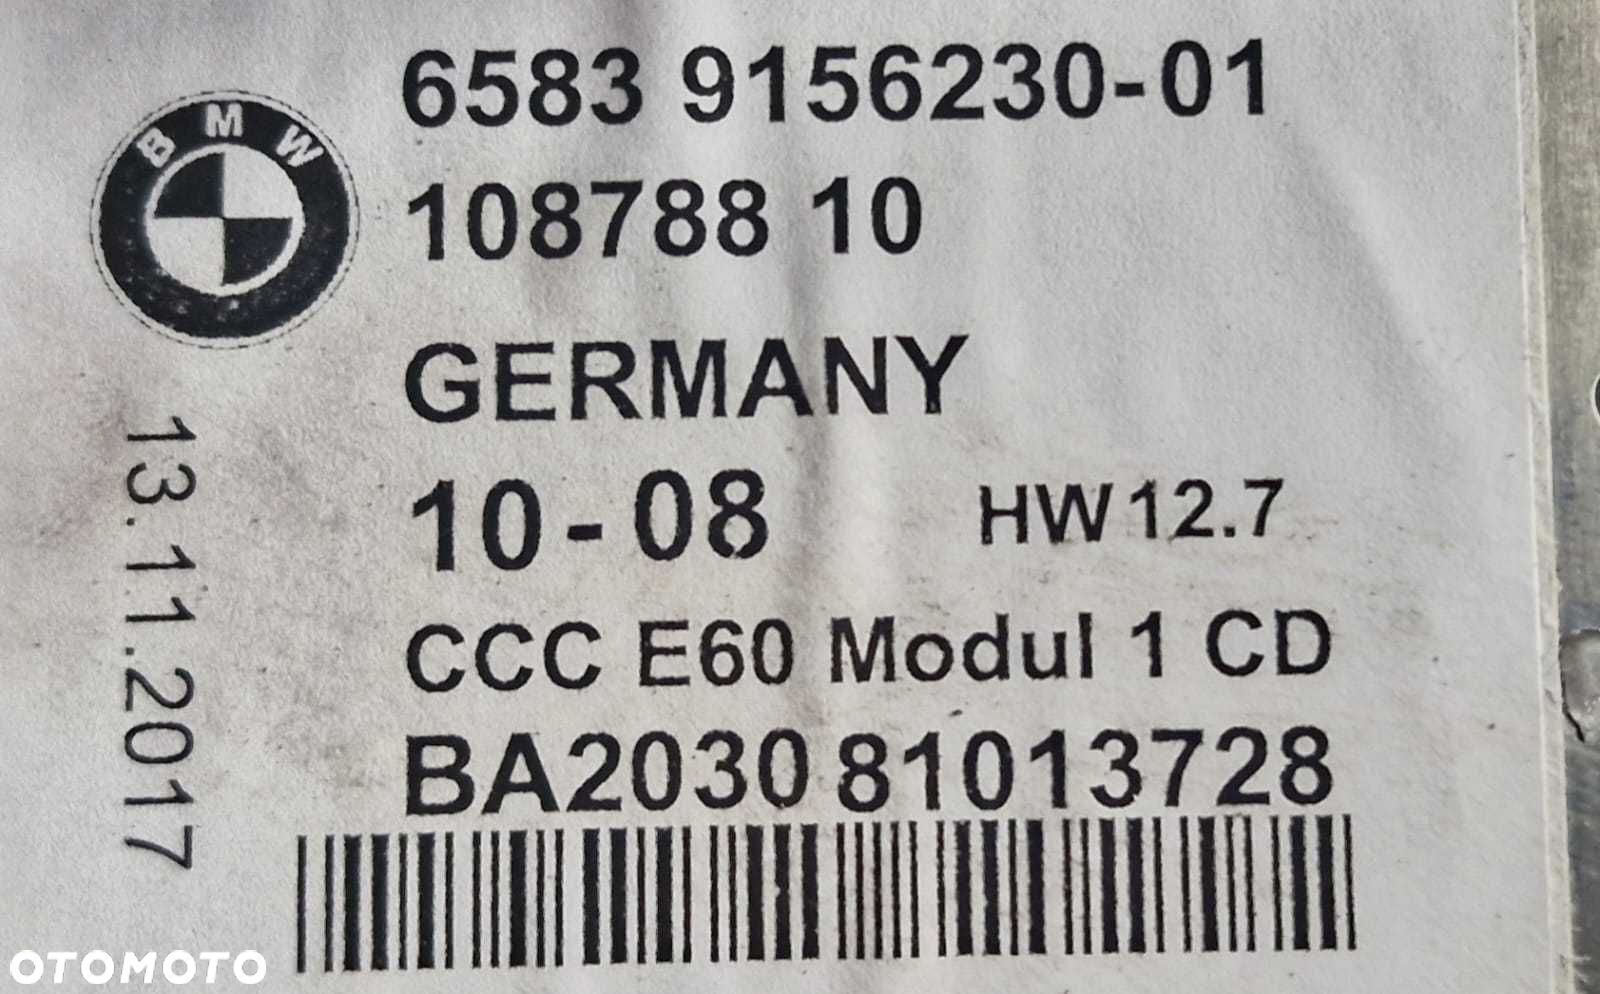 6583 9156230-01
BMW
108788 10
GERMANY
10-08 HW 12.7
CCC E60 Modul 1 CD
BA2030 81013728
13.11.2017
OTOMOTO